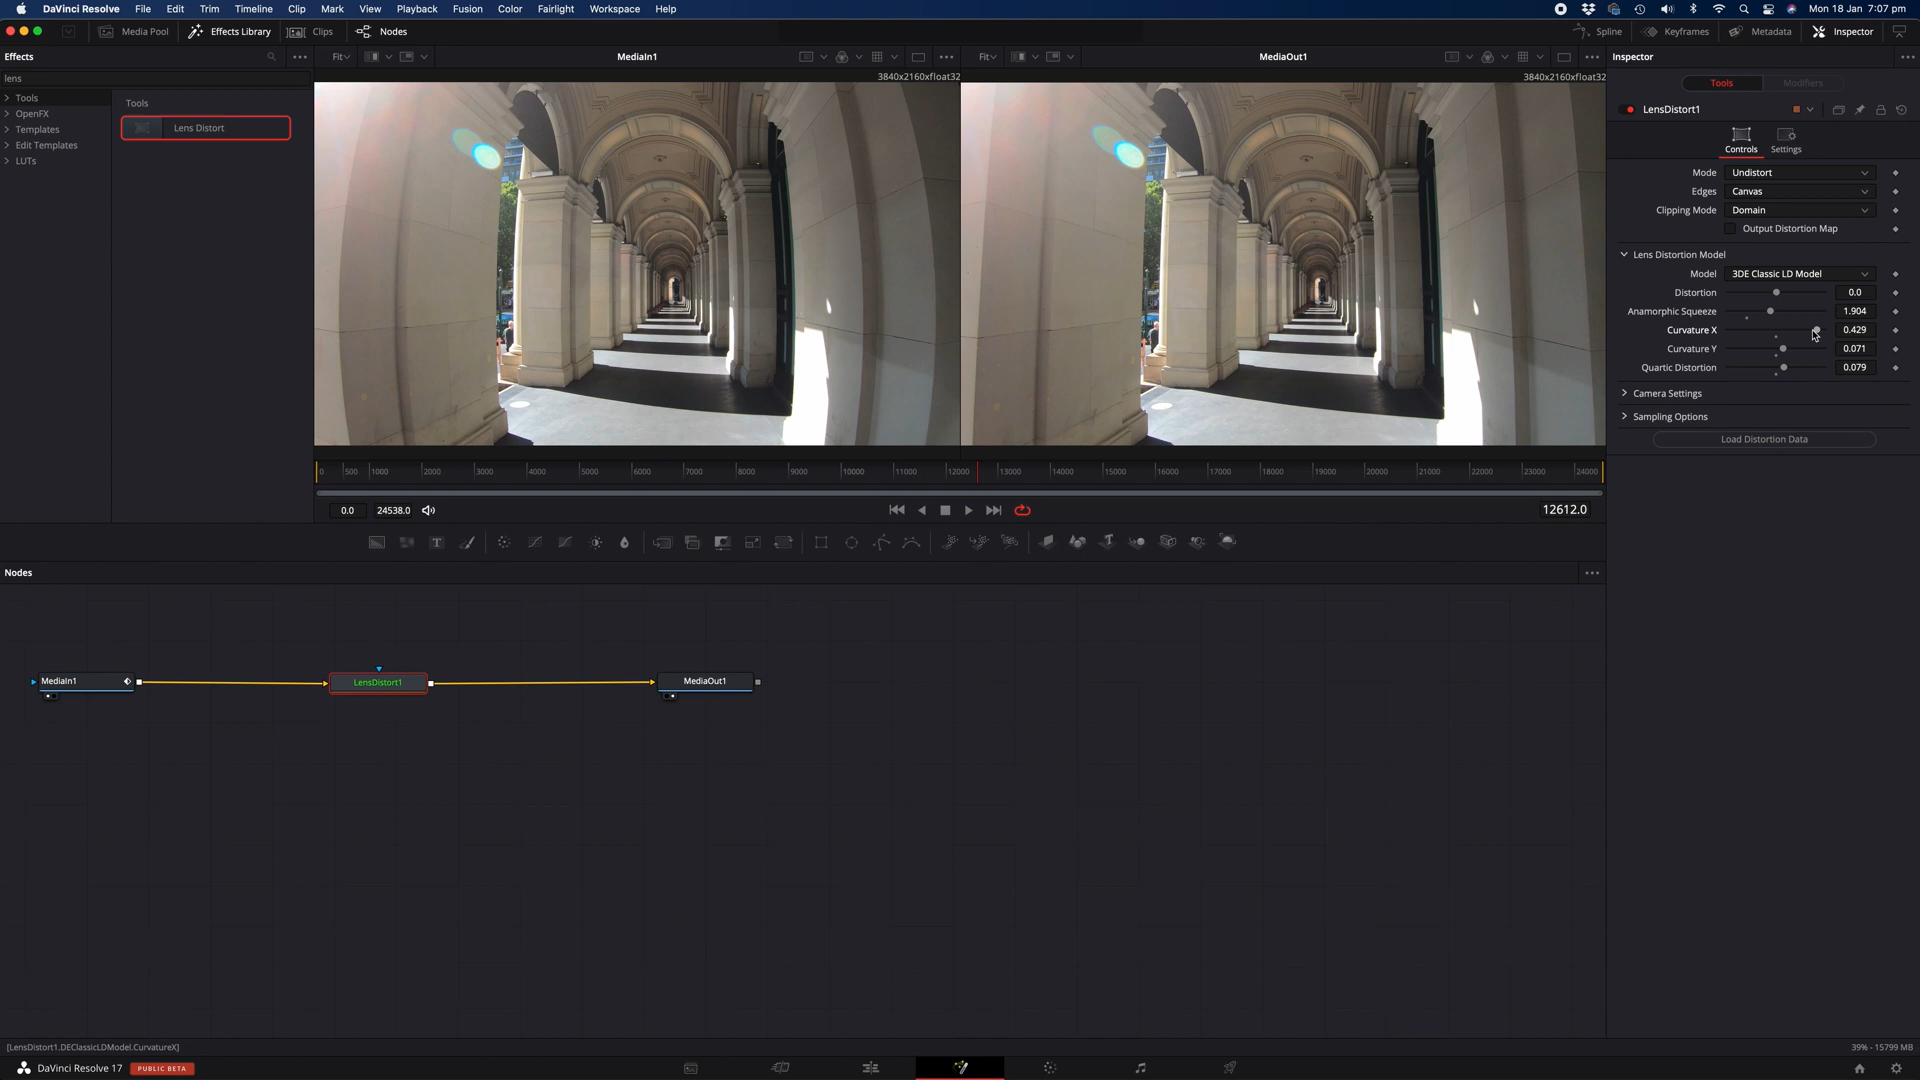 DaVinci Resolve File Edit Trim Timeline Clip Mark View Playback Fusion Color Fairlight Workspace Help Mon 18 Jan 7:07 pm
Media Pool Effects Library Clips Nodes Spline Keyframes Metadata Inspector
Effects Fit MediaIn1 Fit MediaOut1 Inspector
lens 3840x2160xfloat32 3840x2160xfloat32
Tools Modifiers
Tools
OpenFX
Templates
Edit Templates
LUTs
Tools
Lens Distort
LensDistort1
Controls Settings
Mode Undistort
Edges Canvas
Clipping Mode Domain
Output Distortion Map
Lens Distortion Model
Model 3DE Classic LD Model
Distortion 0.0
Anamorphic Squeeze 1.904
Curvature X 0.429
Curvature Y 0.071
Quartic Distortion 0.079
Camera Settings
Sampling Options
Load Distortion Data
0 500 1000 2000 3000 4000 5000 6000 7000 8000 9000 10000 11000 12000 13000 14000 15000 16000 17000 18000 19000 20000 21000 22000 23000 24000
0.0 24538.0 12612.0
T T
Nodes
MediaIn1 LensDistort1 MediaOut1
[LensDistort1.DEClassicLDModel.CurvatureX] 39% - 15799 MB
DaVinci Resolve 17 PUBLIC BETA